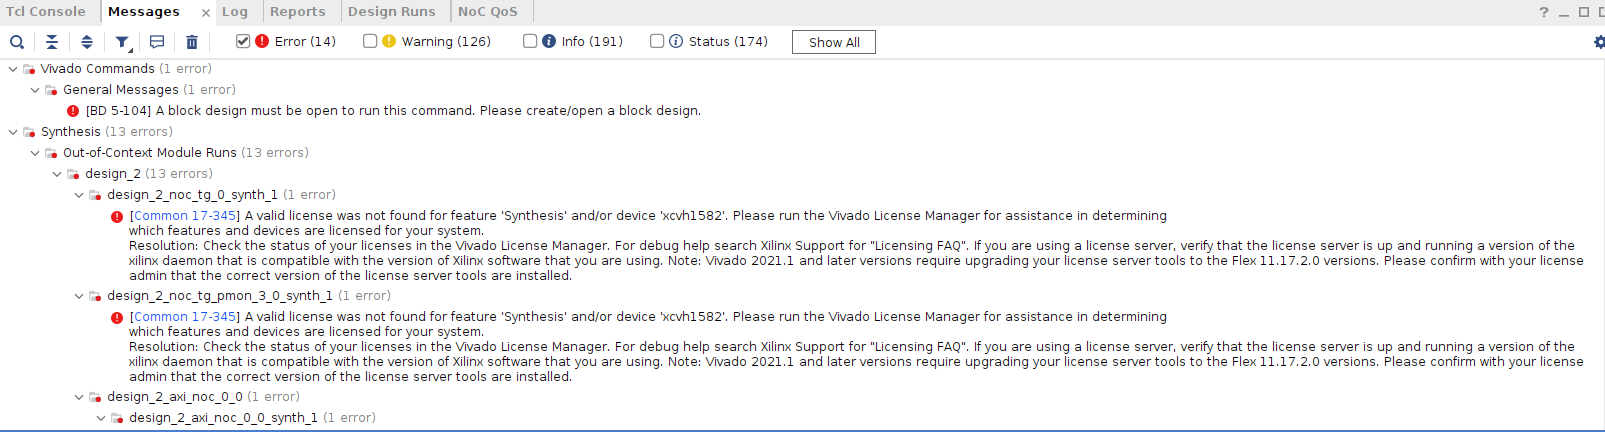 Tcl Console Messages × Log Reports Design Runs NoC QoS ?
Error (14) Warning (126) Info (191) Status (174) Show All
Vivado Commands (1 error)
General Messages (1 error)
[BD 5-104] A block design must be open to run this command. Please create/open a block design.
Synthesis (13 errors)
Out-of-Context Module Runs (13 errors)
design_2 (13 errors)
design_2_noc_tg_0_synth_1 (1 error)
[Common 17-345] A valid license was not found for feature 'Synthesis' and/or device 'xcvh1582'. Please run the Vivado License Manager for assistance in determining
which features and devices are licensed for your system.
Resolution: Check the status of your licenses in the Vivado License Manager. For debug help search Xilinx Support for "Licensing FAQ". If you are using a license server, verify that the license server is up and running a version of the
xilinx daemon that is compatible with the version of Xilinx software that you are using. Note: Vivado 2021.1 and later versions require upgrading your license server tools to the Flex 11.17.2.0 versions. Please confirm with your license
admin that the correct version of the license server tools are installed.
design_2_noc_tg_pmon_3_0_synth_1 (1 error)
[Common 17-345] A valid license was not found for feature 'Synthesis' and/or device 'xcvh1582'. Please run the Vivado License Manager for assistance in determining
which features and devices are licensed for your system.
Resolution: Check the status of your licenses in the Vivado License Manager. For debug help search Xilinx Support for "Licensing FAQ". If you are using a license server, verify that the license server is up and running a version of the
xilinx daemon that is compatible with the version of Xilinx software that you are using. Note: Vivado 2021.1 and later versions require upgrading your license server tools to the Flex 11.17.2.0 versions. Please confirm with your license
admin that the correct version of the license server tools are installed.
design_2_axi_noc_0_0 (1 error)
design_2_axi_noc_0_0_synth_1 (1 error)